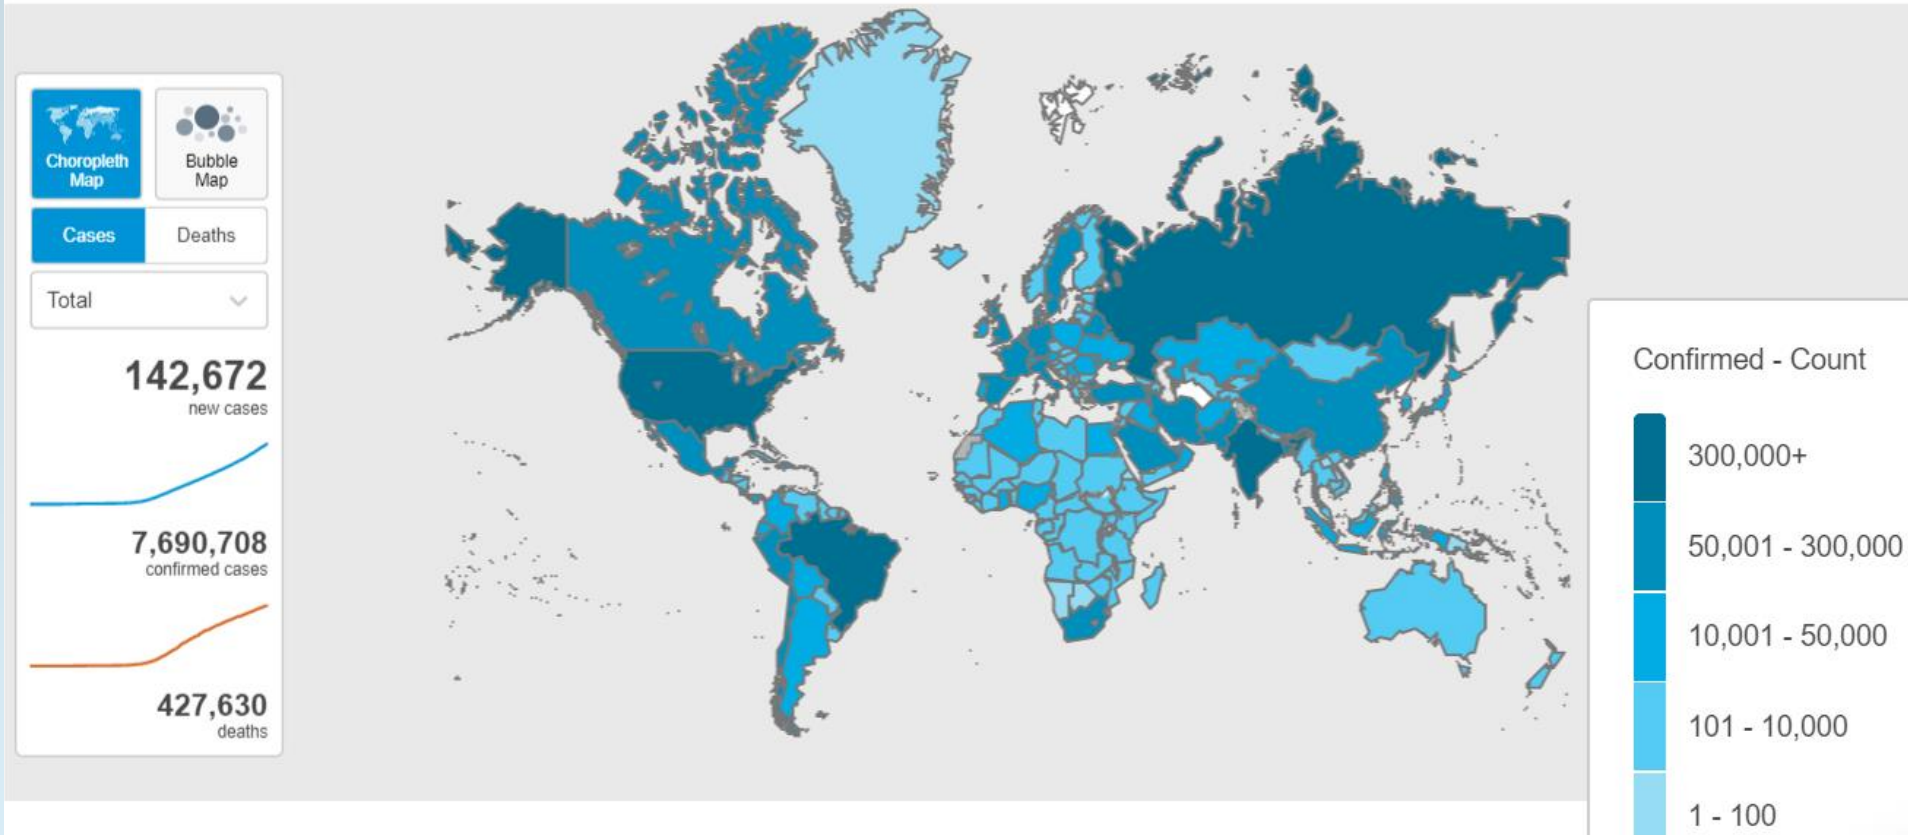 Choropleth
Map
Bubble
Map
Cases
Deaths
Total
142,672
new cases
7,690,708
confirmed cases
427,630
deaths
Confirmed - Count
300,000+
50,001 - 300,000
10,001 - 50,000
101 - 10,000
1 - 100